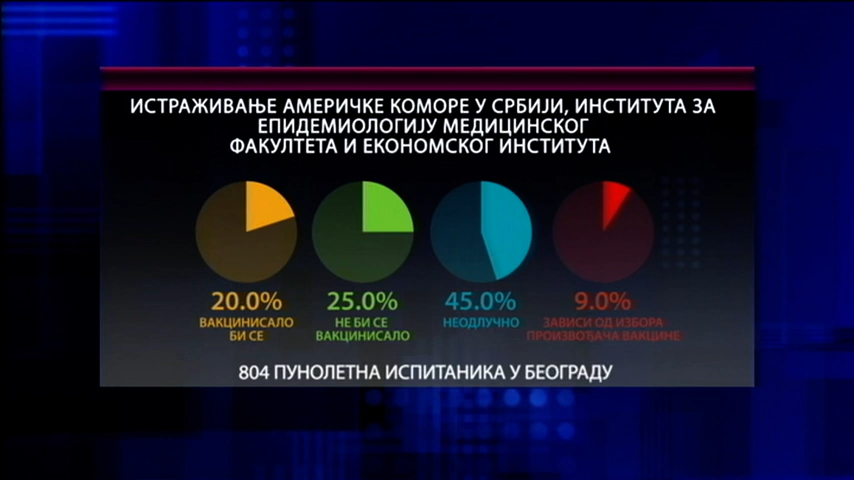 ИСТРАЖИВАЊЕ АМЕРИЧКЕ КОМОРЕ У СРБИЈИ, ИНСТИТУТА ЗА
ЕПИДЕМИОЛОГИЈУ МЕДИЦИНСКОГ
ФАКУЛТЕТА И ЕКОНОМСКОГ ИНСТИТУТА
20.0% 25.0% 45.0% 9.0%
ВАКЦИНИСАЛО
БИ СЕ
НЕ БИ СЕ
ВАКЦИНИСАЛО
НЕОДЛУЧНО
ЗАВИСИ ОД ИЗБОРА
ПРОИЗВОЂАЧА ВАКЦИНЕ
804 ПУНОЛЕТНА ИСПИТАНИКА У БЕОГРАДУ